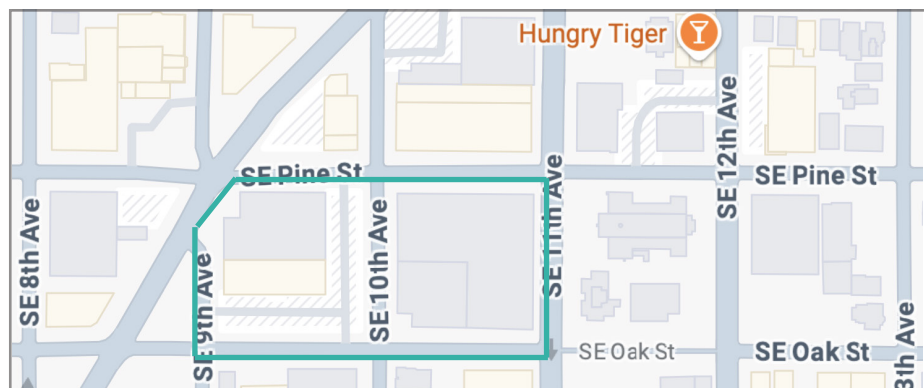 Hungry Tiger
SE Pine St
SE Pine St
SE 8th Ave
SE 9th Ave
SE 10th Ave
SE 11th Ave
SE 12th Ave
SE Oak St
SE Oak St